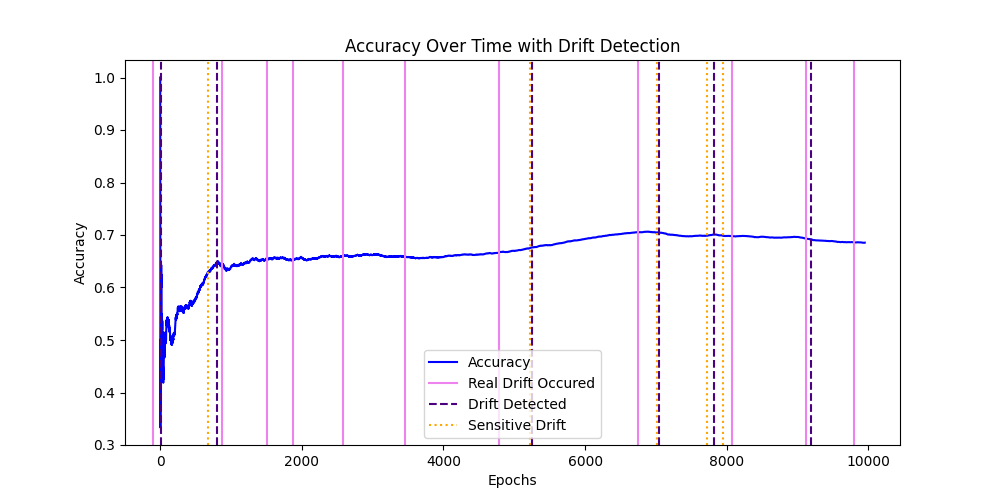 Accuracy Over Time with Drift Detection
1.0
0.9
0.8
0.7
0.6
0.5
0.4
0.3
Accuracy
Accuracy
Real Drift Occured
Drift Detected
Sensitive Drift
0
2000
4000
6000
8000
10000
Epochs